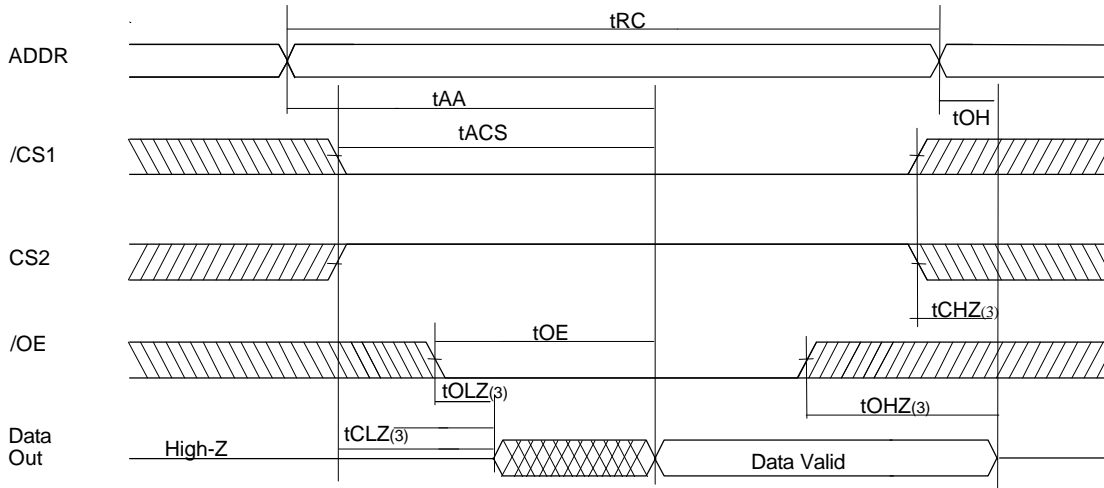 tRC
ADDR
tAA
tOH
tACS
/CS1
CS2
tCHZ(3)
/OE
tOE
tOLZ(3)
tOHZ(3)
tCLZ(3)
Data
Out
High-Z
Data Valid